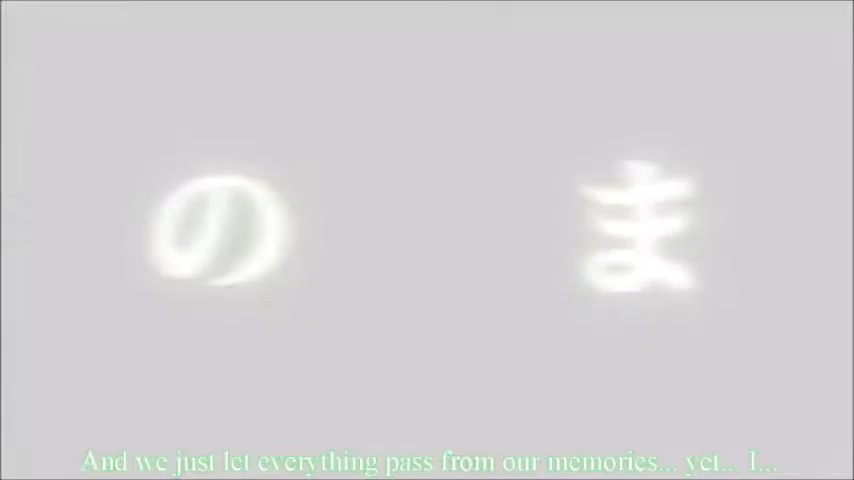 の ま
And we just let everything pass from our memories... yet... I...